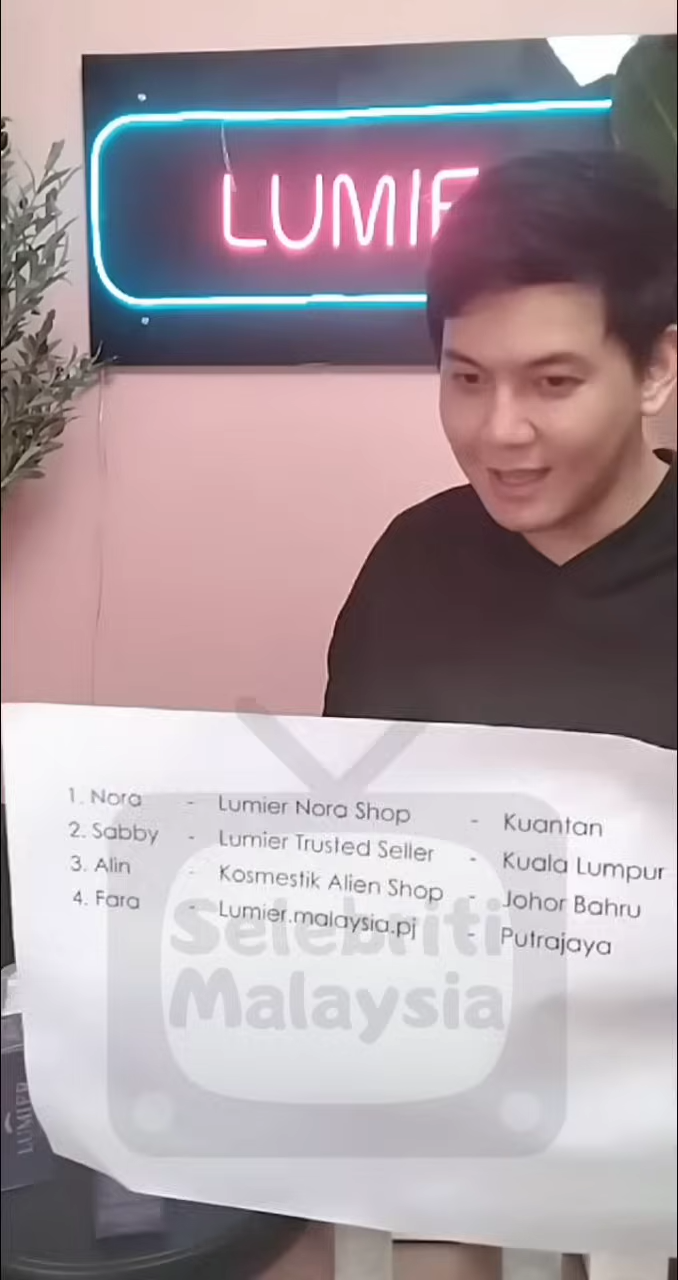 LUMIE
1. Nora - Lumier Nora Shop - Kuantan
2. Sabby - Lumier Trusted Seller - Kuala Lumpur
3. Alin - Kosmestik Alien Shop - Johor Bahru
4. Fara - Lumier.malaysia.pj - Putrajaya
Selebriti
Malaysia
LUMIER